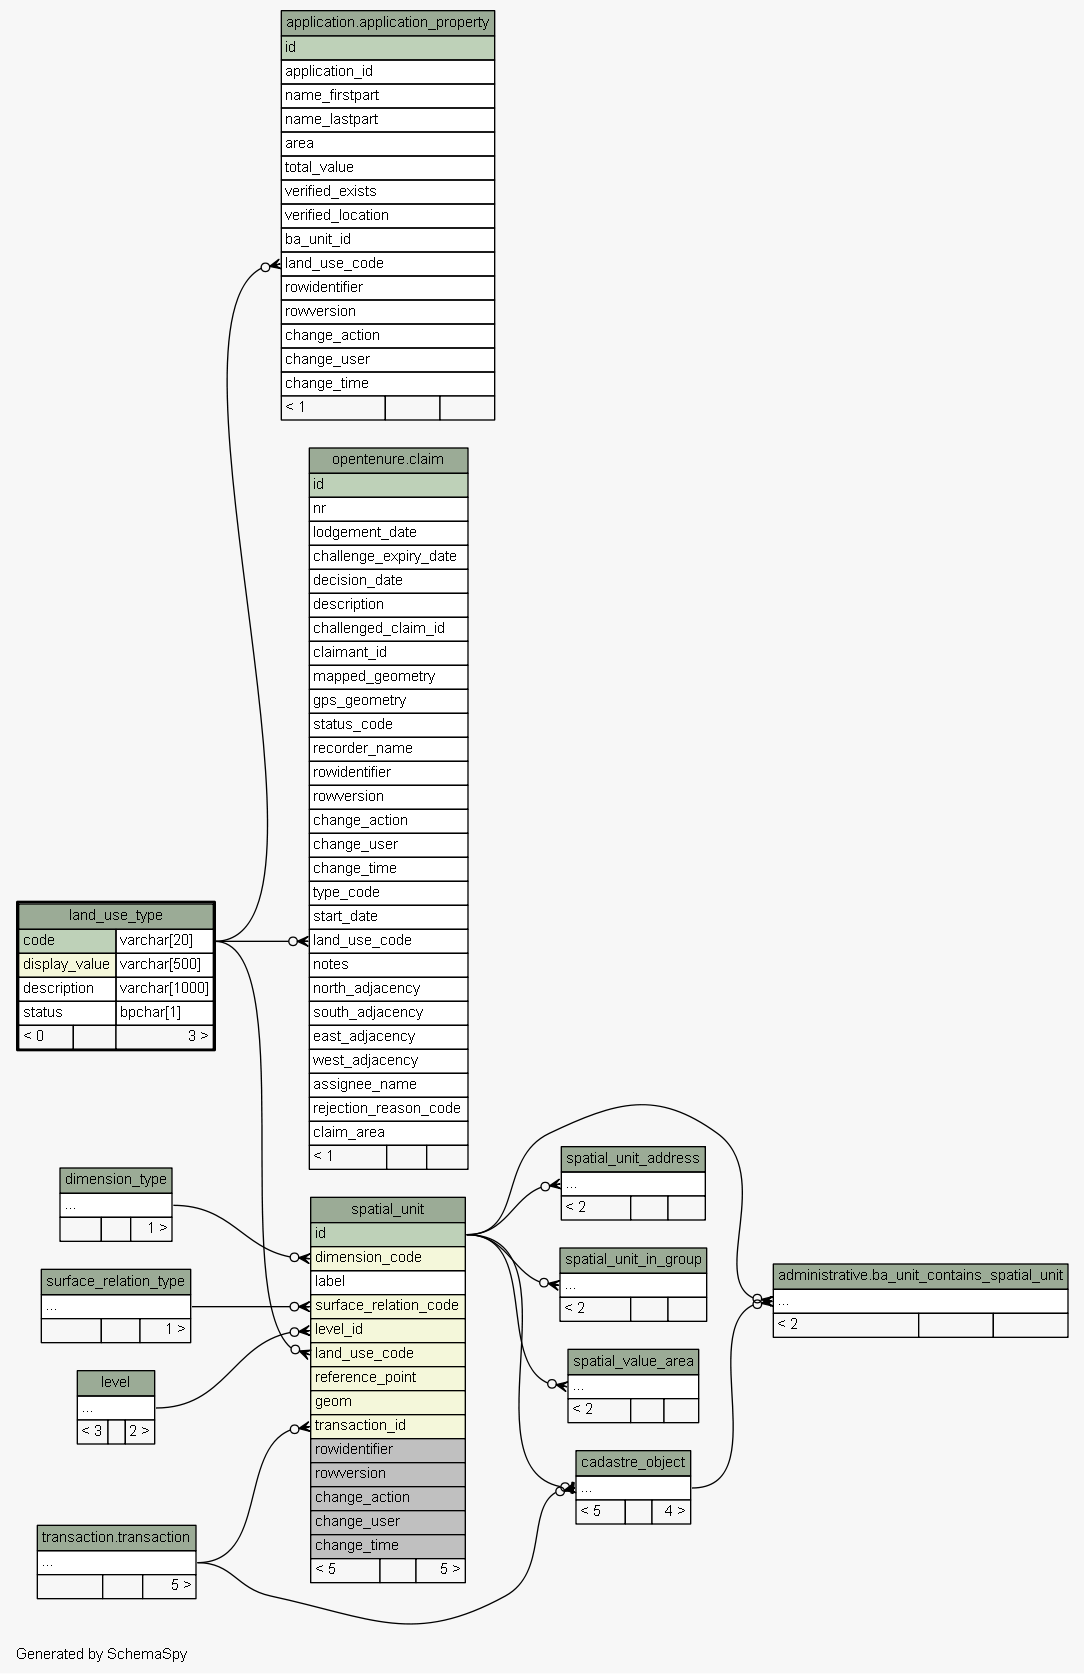 application.application_property
id
application_id
name_firstpart
name_lastpart
area
total_value
verified_exists
verified_location
ba_unit_id
land_use_code
rowidentifier
rowversion
change_action
change_user
change_time
< 1
opentenure.claim
id
nr
lodgement_date
challenge_expiry_date
decision_date
description
challenged_claim_id
claimant_id
mapped_geometry
gps_geometry
status_code
recorder_name
rowidentifier
rowversion
change_action
change_user
change_time
type_code
start_date
land_use_code
notes
north_adjacency
south_adjacency
east_adjacency
west_adjacency
assignee_name
rejection_reason_code
claim_area
< 1
land_use_type
code varchar[20]
display_value varchar[500]
description varchar[1000]
status bpchar[1]
< 0 3 >
dimension_type
...
1 >
surface_relation_type
...
1 >
level
...
< 3 2 >
transaction.transaction
...
5 >
spatial_unit
id
dimension_code
label
surface_relation_code
level_id
land_use_code
reference_point
geom
transaction_id
rowidentifier
rowversion
change_action
change_user
change_time
< 5 5 >
spatial_unit_address
...
< 2
spatial_unit_in_group
...
< 2
spatial_value_area
...
< 2
cadastre_object
...
< 5 4 >
administrative.ba_unit_contains_spatial_unit
...
< 2
Generated by SchemaSpy